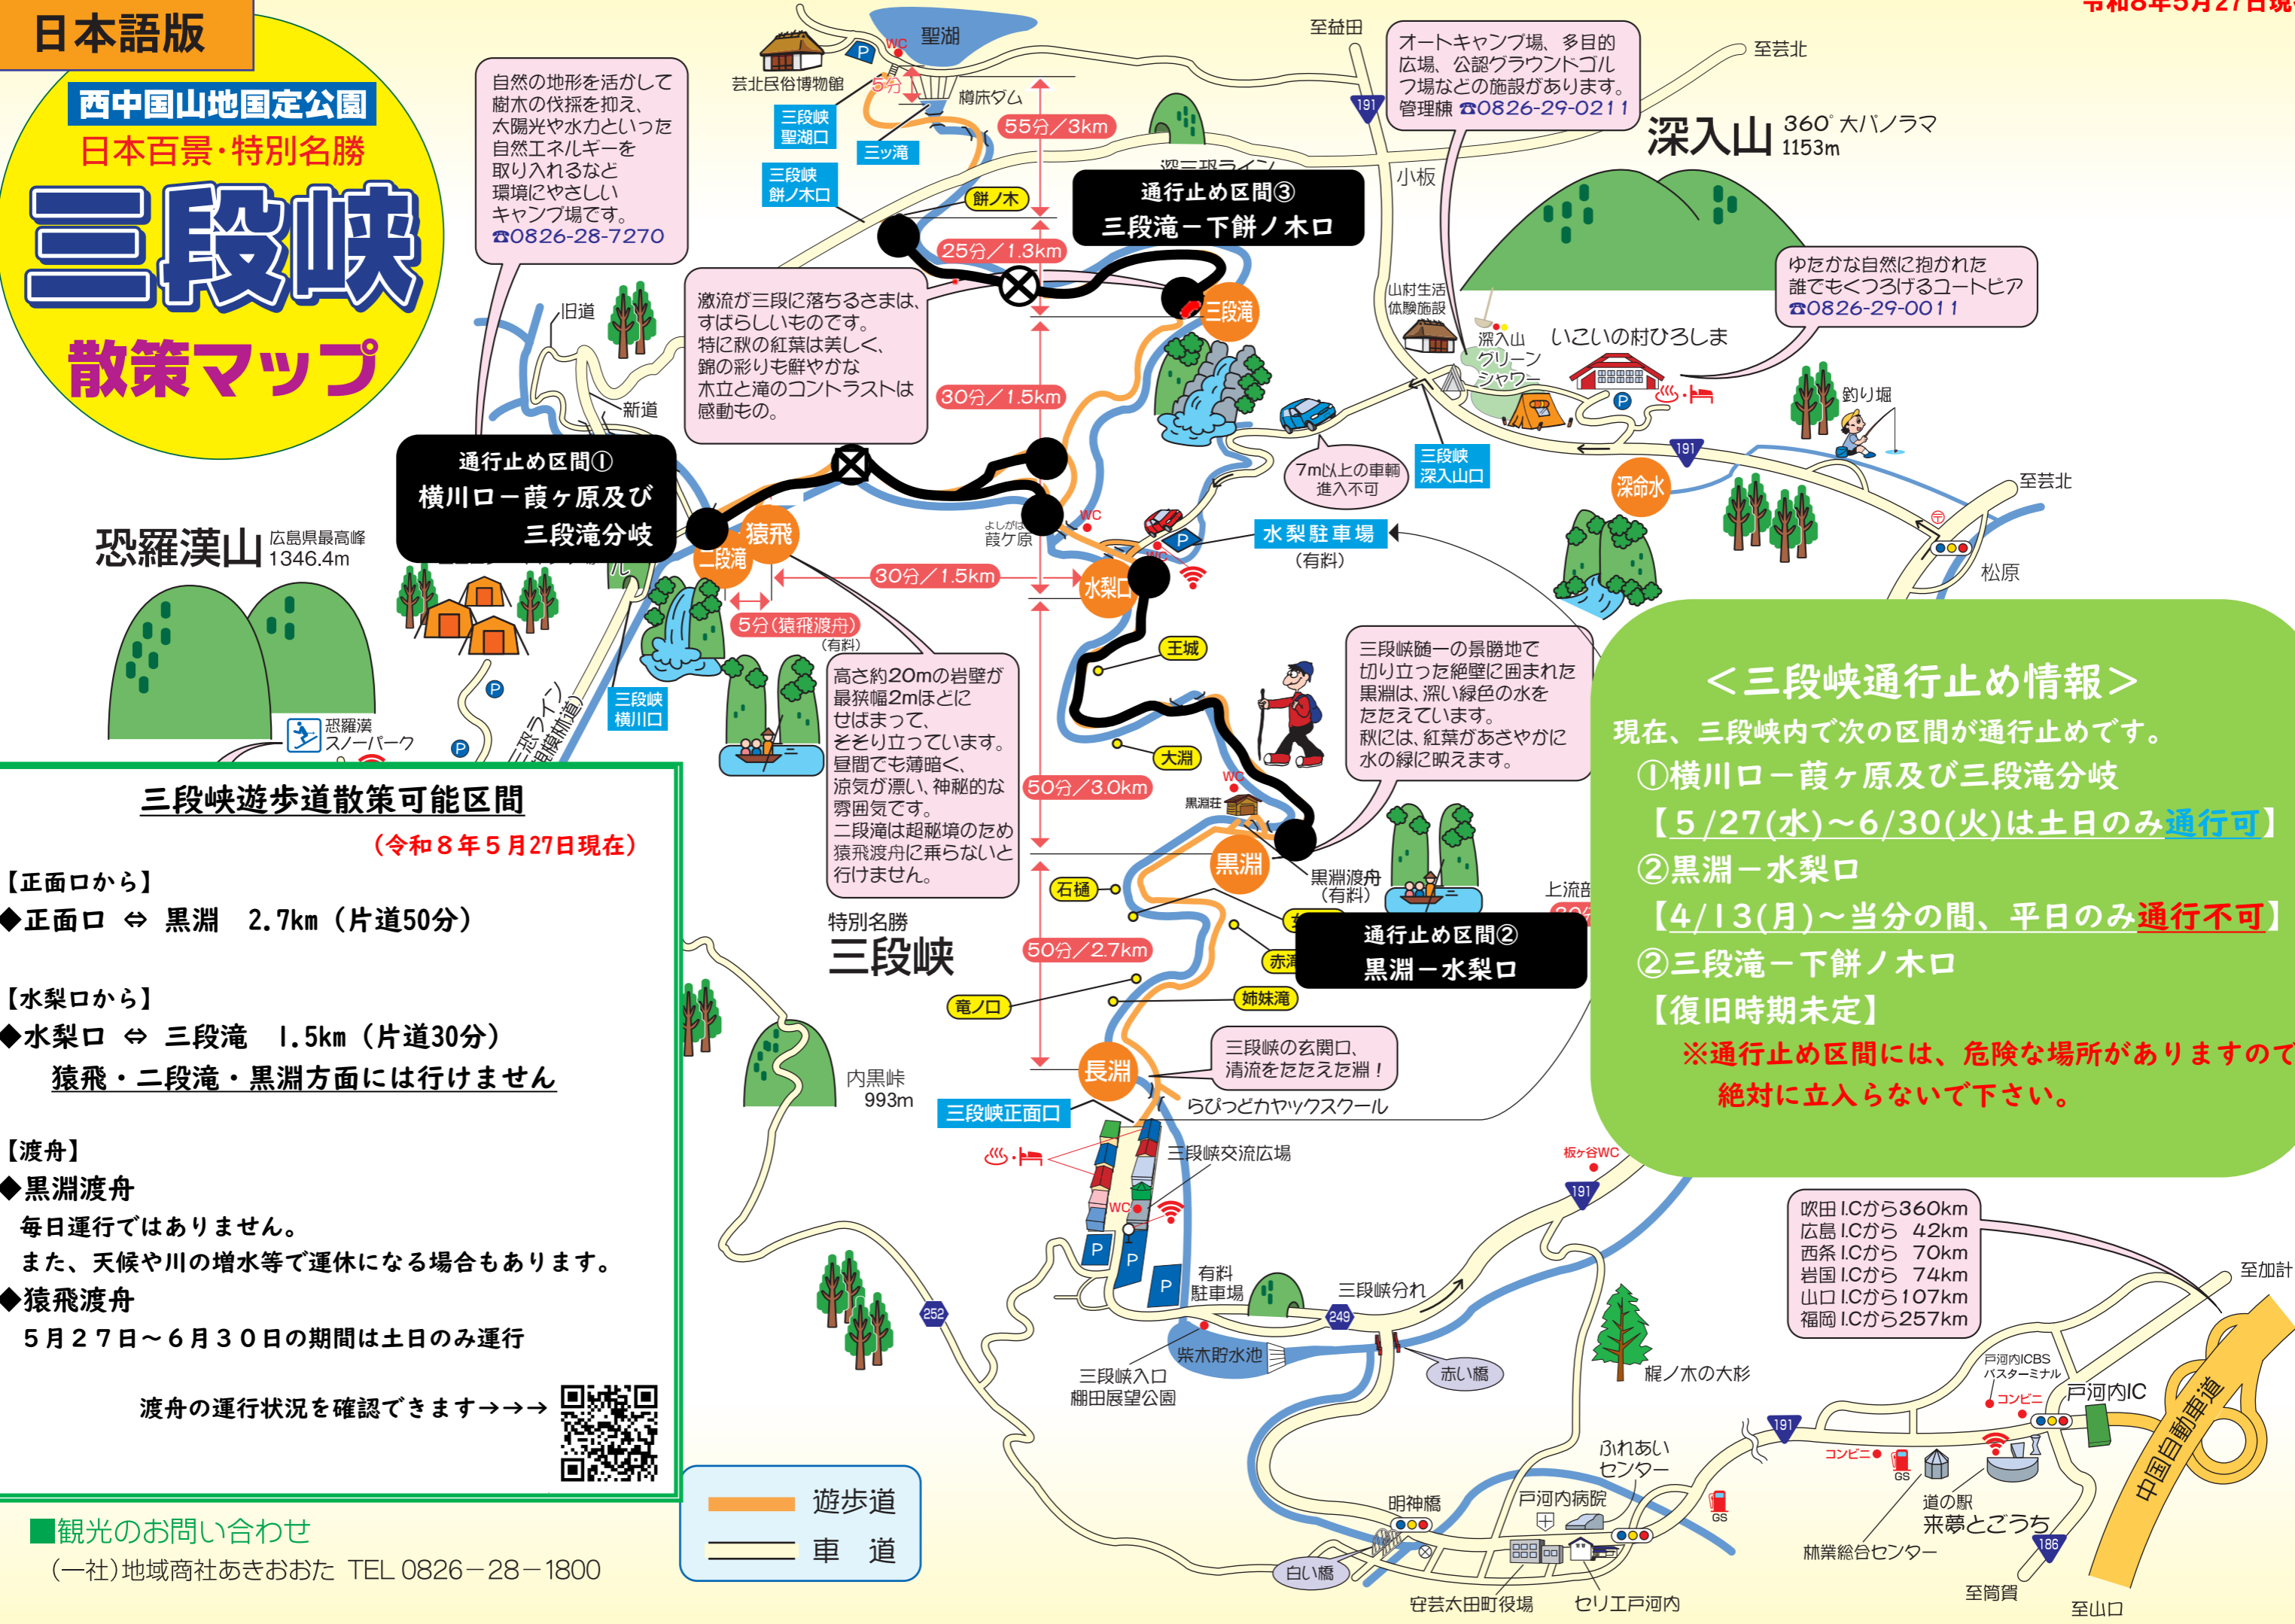 日本語版
西中国山地国定公園
日本百景･特別名勝
三段峡
散策マップ
令和8年5月27日現
自然の地形を活かして
樹木の伐採を抑え、
太陽光や水力といった
自然エネルギーを
取り入れるなど
環境にやさしい
キャンプ場です。
☎0826-28-7270
芸北民俗博物館
P
WC
聖湖
5分
樽床ダム
三段峡
聖湖口
三ッ滝
55分／3km
三段峡
餅ノ木口
餅ノ木
深三恐ライン
25分／1.3km
通行止め区間③
三段滝－下餅ノ木口
至益田
191
オートキャンプ場、多目的
広場、公認グラウンドゴル
フ場などの施設があります。
管理棟 ☎0826-29-0211
至芸北
深入山
360°大パノラマ
1153m
小板
ゆたかな自然に抱かれた
誰でもくつろげるユートピア
☎0826-29-0011
山村生活
体験施設
深入山
グリーン
シャワー
いこいの村ひろしま
P
釣り堀
旧道
新道
激流が三段に落ちるさまは、
すばらしいものです。
特に秋の紅葉は美しく、
錦の彩りも鮮やかな
木立と滝のコントラストは
感動もの。
三段滝
30分／1.5km
7m以上の車輌
進入不可
三段峡
深入山口
191
深命水
至芸北
松原
通行止め区間①
横川口－葭ヶ原及び
三段滝分岐
恐羅漢山
広島県最高峰
1346.4m
猿飛
二段滝
よしがは
葭ケ原
WC
P
WC
水梨駐車場
(有料)
水梨口
30分／1.5km
5分(猿飛渡舟)
(有料)
三段峡
横川口
P
P
恐羅漢
スノーパーク
三恐ライン
高さ約20mの岩壁が
最狭幅2mほどに
せばまって、
そそり立っています。
昼間でも薄暗く、
涼気が漂い、神秘的な
雰囲気です。
二段滝は超秘境のため
猿飛渡舟に乗らないと
行けません。
王城
大淵
50分／3.0km
WC
黒淵荘
三段峡随一の景勝地で
切り立った絶壁に囲まれた
黒淵は、深い緑色の水を
たたえています。
秋には、紅葉があざやかに
水の緑に映えます。
黒淵
黒淵渡舟
(有料)
上流部
石樋
赤滝
通行止め区間②
黒淵－水梨口
特別名勝
三段峡
50分／2.7km
竜ノ口
姉妹滝
長淵
三段峡の玄関口、
清流をたたえた淵！
三段峡正面口
らぴっどカヤックスクール
三段峡交流広場
WC
P
P
P
有料
駐車場
内黒峠
993m
252
＜三段峡通行止め情報＞
現在、三段峡内で次の区間が通行止めです。
①横川口－葭ヶ原及び三段滝分岐
【5/27(水)～6/30(火)は土日のみ通行可】
②黒淵－水梨口
【4/13(月)～当分の間、平日のみ通行不可】
②三段滝－下餅ノ木口
【復旧時期未定】
※通行止め区間には、危険な場所がありますので
絶対に立入らないで下さい。
三段峡遊歩道散策可能区間
（令和８年５月27日現在）
【正面口から】
◆正面口 ⇔ 黒淵 2.7km（片道50分）
【水梨口から】
◆水梨口 ⇔ 三段滝 1.5km（片道30分）
猿飛・二段滝・黒淵方面には行けません
【渡舟】
◆黒淵渡舟
毎日運行ではありません。
また、天候や川の増水等で運休になる場合もあります。
◆猿飛渡舟
５月２７日～６月３０日の期間は土日のみ運行
渡舟の運行状況を確認できます→→→
■観光のお問い合わせ
(一社)地域商社あきおおた TEL 0826－28－1800
遊歩道
車 道
三段峡分れ
249
柴木貯水池
三段峡入口
棚田展望公園
赤い橋
板ヶ谷WC
191
梶ノ木の大杉
吹田 I.Cから360km
広島 I.Cから 42km
西条 I.Cから 70km
岩国 I.Cから 74km
山口 I.Cから107km
福岡 I.Cから257km
至加計
戸河内ICBS
バスターミナル
コンビニ
戸河内IC
中国自動車道
191
コンビニ
GS
道の駅
来夢とごうち
林業総合センター
186
至筒賀
至山口
ふれあい
センター
GS
明神橋
戸河内病院
白い橋
安芸太田町役場
セリエ戸河内